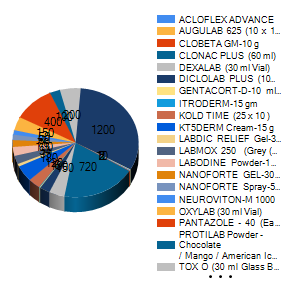 ACLOFLEX ADVANCE
AUGULAB 625 (10 x 1...
CLOBETA GM-10 g
CLONAC PLUS (60 ml)
DEXALAB (30 ml Vial)
DICLOLAB PLUS (10...
GENTACORT-D-10 ml...
ITRODERM-15 gm
KOLD TIME (25 x 10)
KT5DERM Cream-15 g
LABDIC RELIEF Gel-3...
LABMOX 250 (Grey (...
LABODINE Powder-1...
NANOFORTE GEL-30...
NANOFORTE Spray-5...
NEUROVITON-M 1000
OXYLAB (30 ml Vial)
PANTAZOLE - 40 (Ea...
PROTILAB Powder -
Chocolate
/ Mango / American Ic...
TOX O (30 ml Glass B...
• • •
1200
720
400
150
200